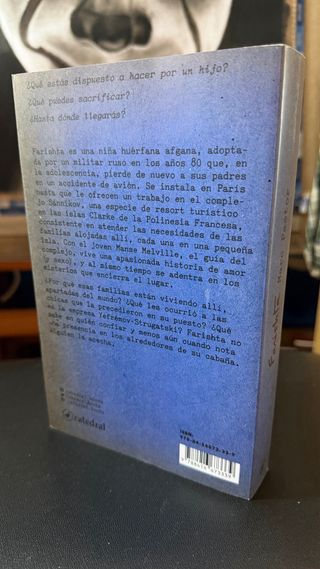 ¿Qué estás dispuesto a hacer por un hijo?
¿Qué puedes sacrificar?
¿Hasta dónde llegarás?
Farishta es una niña huérfana afgana, adopta-
da por un militar ruso en los años 80 que, en
la adolescencia, pierde de nuevo a sus padres
en un accidente de avión. Se instala en París
hasta que le ofrecen un trabajo en el comple-
jo Sánnikov, una especie de resort turístico
en las islas Clarke de la Polinesia Francesa,
consistente en atender las necesidades de las
familias alojadas allí, cada una en una pequeña
isla. Con el joven Manse Melville, el guía del
complejo, vive una apasionada historia de amor
(y sexo), y al mismo tiempo se adentra en los
misterios que encierra el lugar.
¿Por qué esas familias están viviendo allí,
apartadas del mundo? ¿Qué les ocurrió a las
chicas que la precedieron en su puesto? ¿Qué
es la empresa Yefrémov-Strugatski? Farishta no
sabe en quién confiar y menos aún cuando nota
una presencia en los alrededores de su cabaña.
Alguien la acecha.
catedral
ISBN: